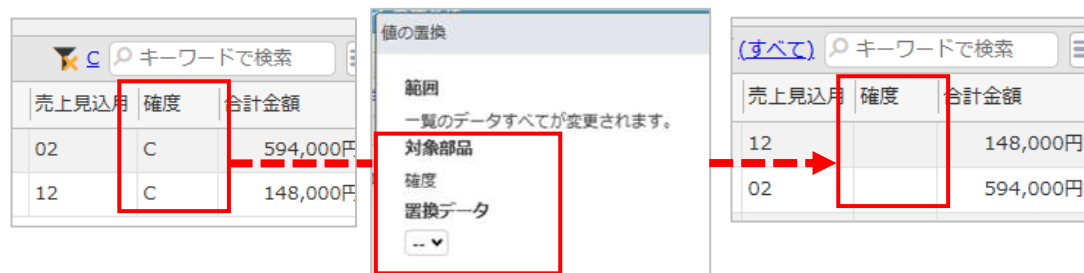 C キーワードで検索
売上見込月 確度 合計金額
02 C 594,000円
12 C 148,000円
値の置換
範囲
一覧のデータすべてが変更されます。
対象部品
確度
置換データ
--
(すべて) キーワードで検索
売上見込月 確度 合計金額
12 148,000円
02 594,000円